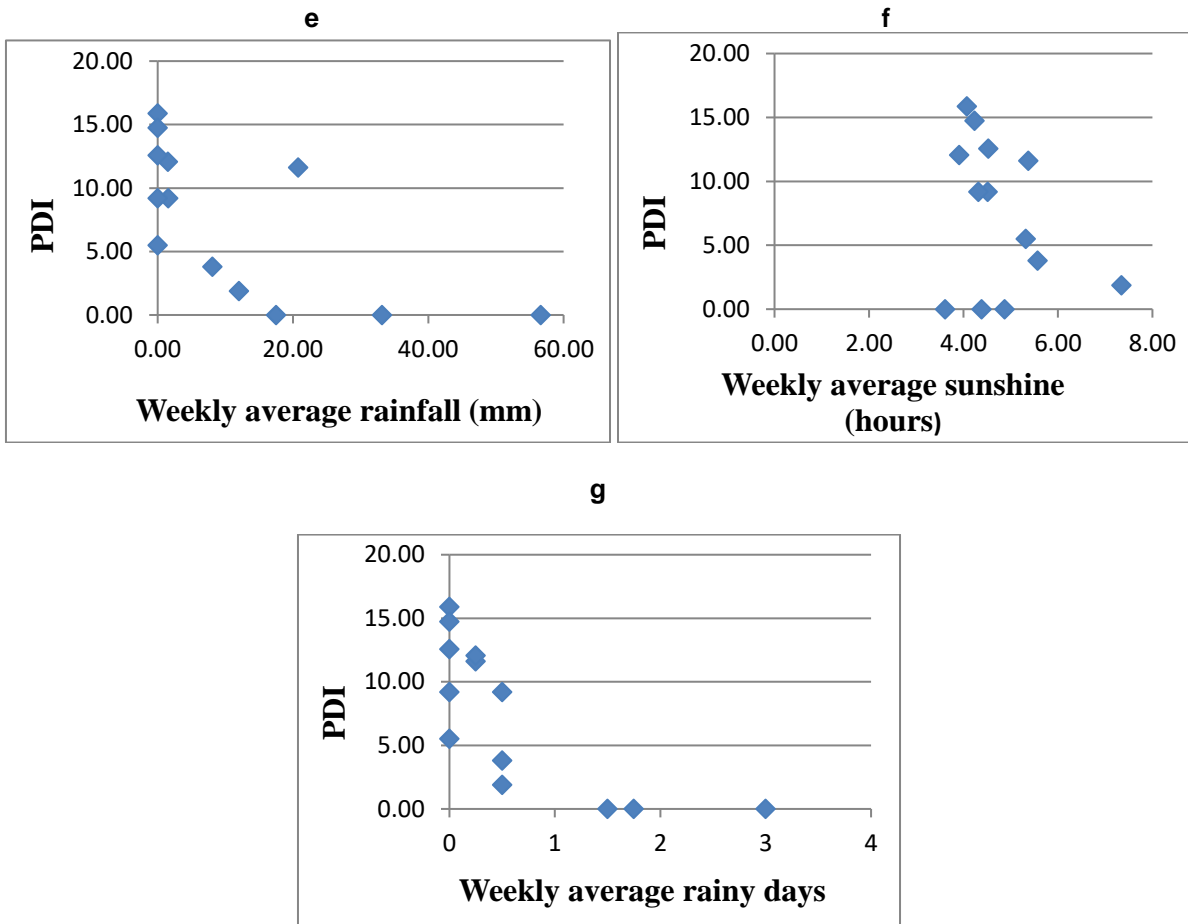 e
20.00
15.00
10.00
5.00
0.00
PDI
0.00 20.00 40.00 60.00
Weekly average rainfall (mm)
f
20.00
15.00
10.00
5.00
0.00
PDI
0.00 2.00 4.00 6.00 8.00
Weekly average sunshine
(hours)
g
20.00
15.00
10.00
5.00
0.00
PDI
0 1 2 3 4
Weekly average rainy days